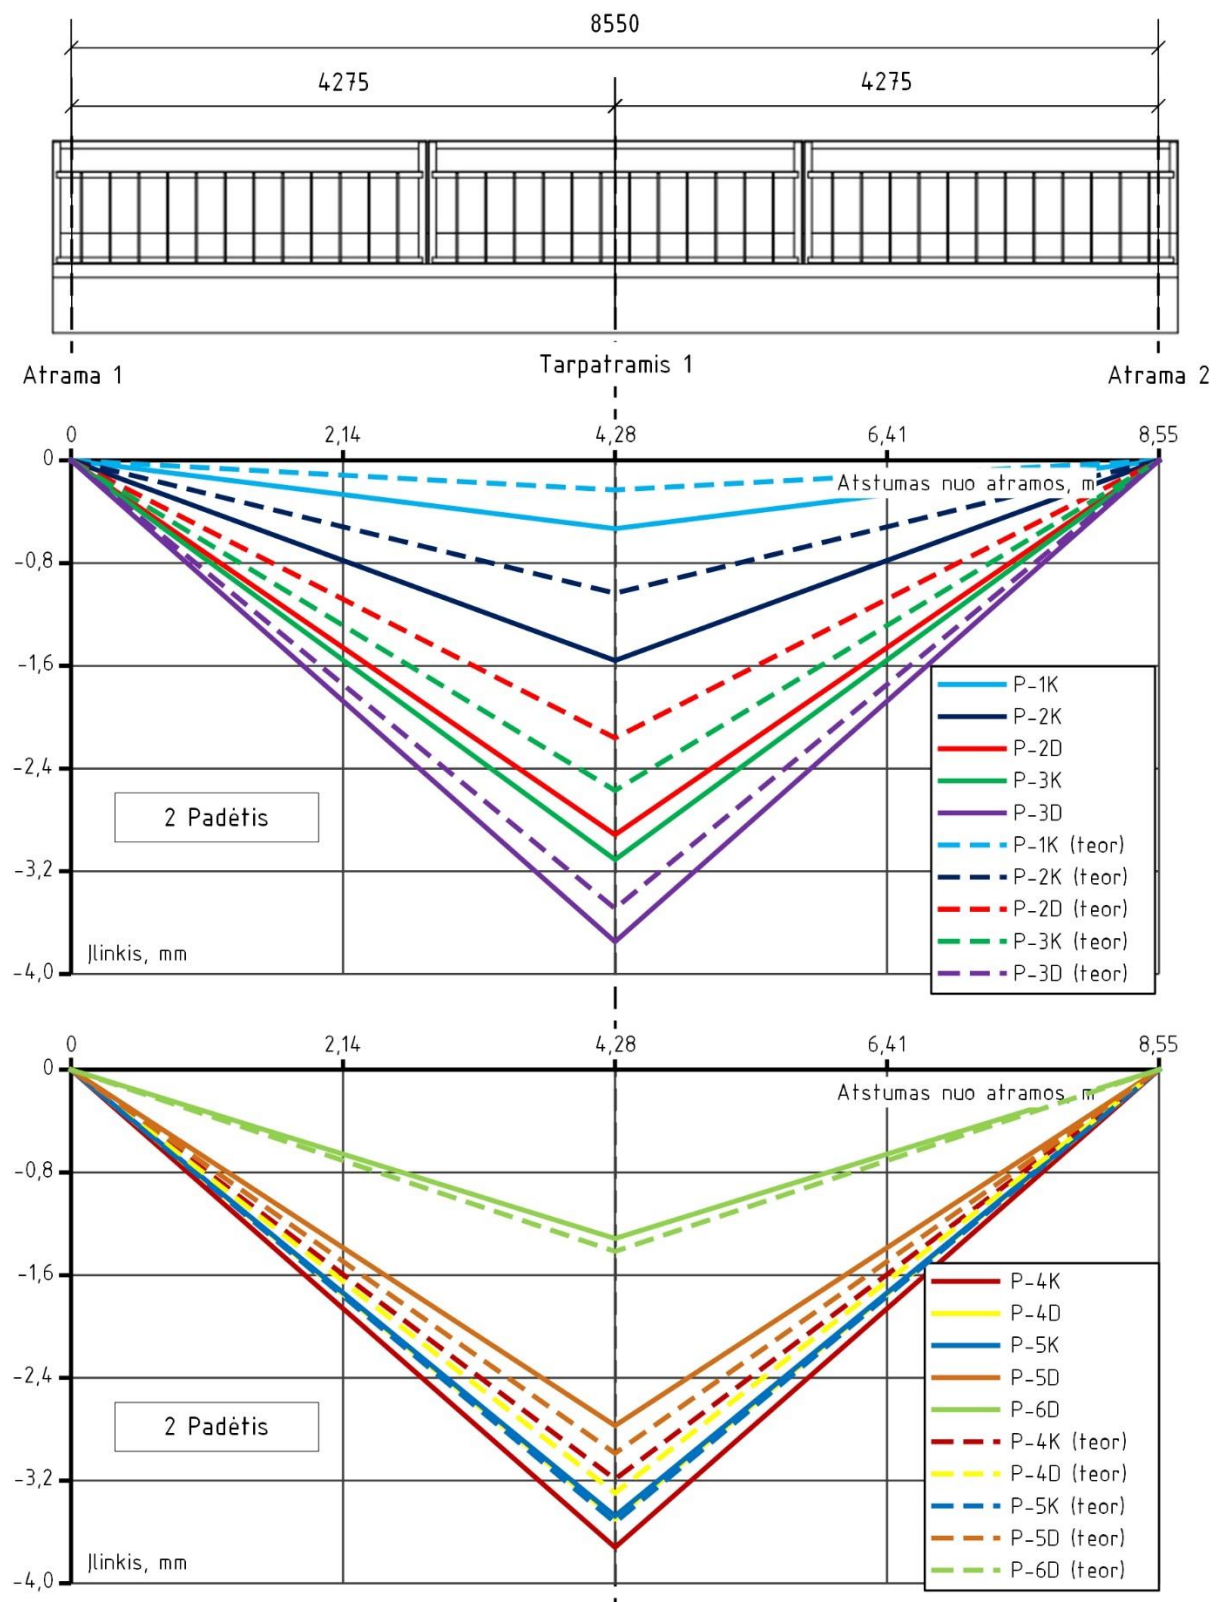 8550
4275
4275
Atrama 1
Tarpatramis 1
Atrama 2
0
2,14
4,28
6,41
8,55
0
Atstumas nuo atramos, m
-0,8
-1,6
-2,4
-3,2
-4,0
2 Padėtis
Įlinkis, mm
P-1K
P-2K
P-2D
P-3K
P-3D
P-1K (teor)
P-2K (teor)
P-2D (teor)
P-3K (teor)
P-3D (teor)
0
2,14
4,28
6,41
8,55
0
Atstumas nuo atramos, m
-0,8
-1,6
-2,4
-3,2
-4,0
2 Padėtis
Įlinkis, mm
P-4K
P-4D
P-5K
P-5D
P-6D
P-4K (teor)
P-4D (teor)
P-5K (teor)
P-5D (teor)
P-6D (teor)